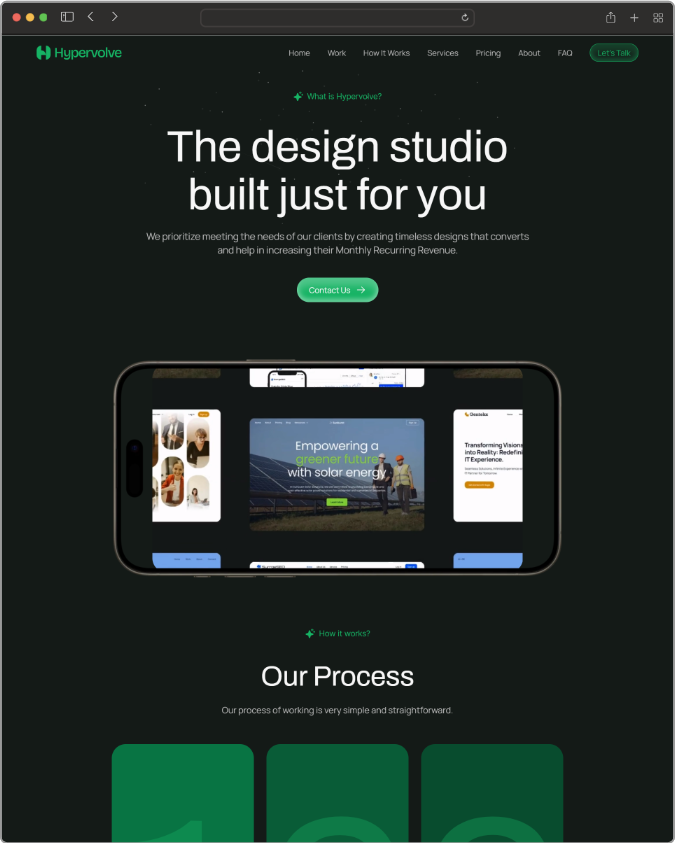 Hypervolve
Home Work How It Works Services Pricing About FAQ Let's Talk
What is Hypervolve?
The design studio
built just for you
We prioritize meeting the needs of our clients by creating timeless designs that converts
and help in increasing their Monthly Recurring Revenue.
Contact Us
Empowering a
greener future
with solar energy
Transforming Visions
into Reality: Redefini
IT Experience.
How it works?
Our Process
Our process of working is very simple and straightforward.